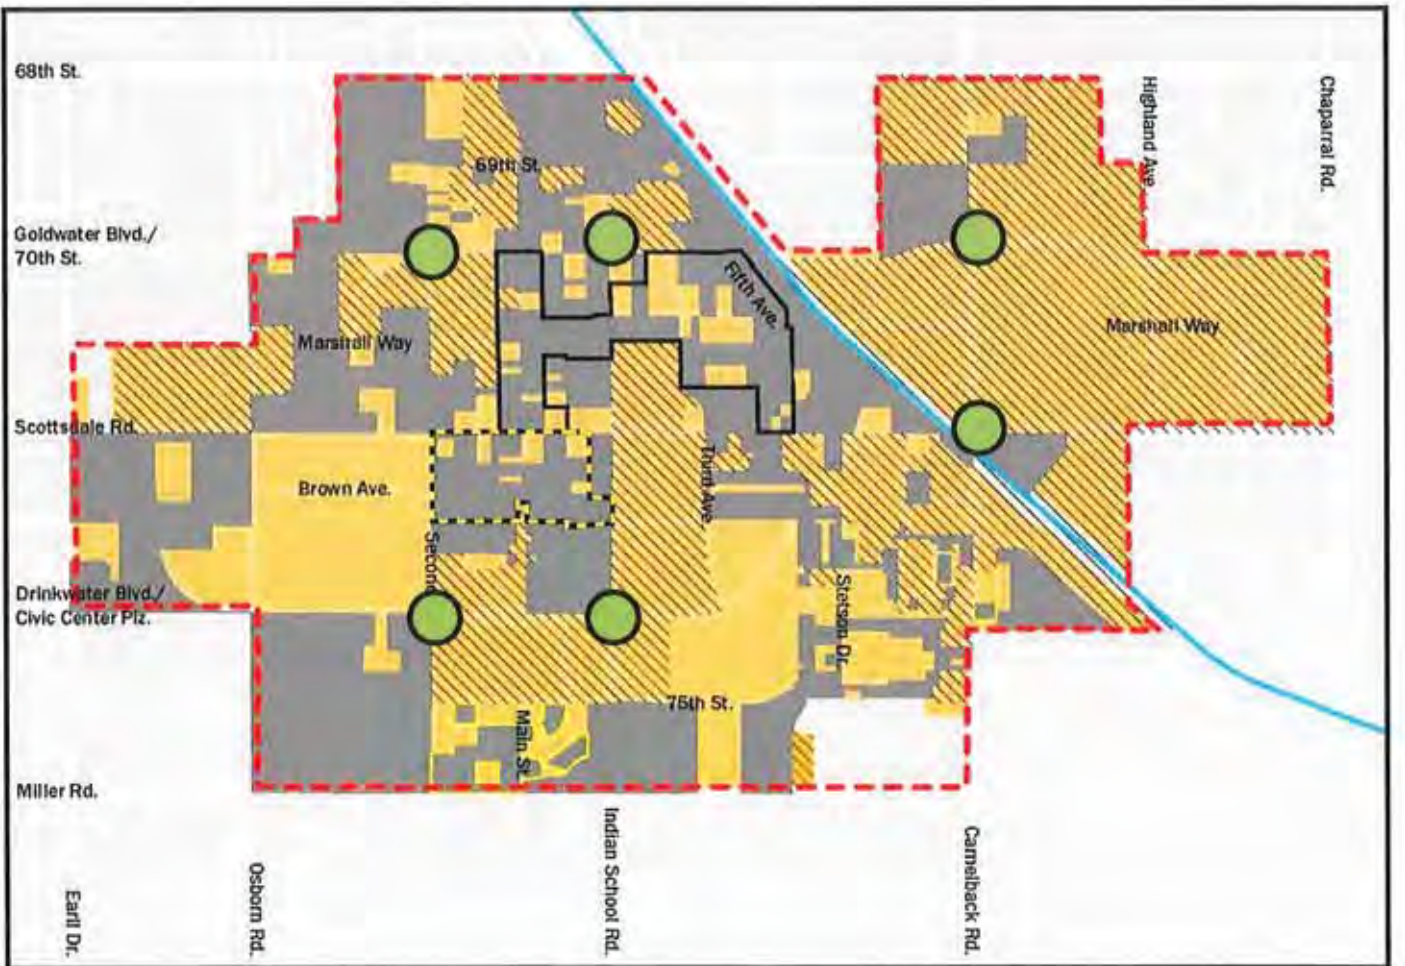 68th St.
Highland Ave.
Chaparral Rd.
69th St.
Goldwater Blvd./
70th St.
Fifth Ave.
Marshall Way
Marshall Way
Scottsdale Rd.
Brown Ave.
Third Ave.
Second
Drinkwater Blvd./
Civic Center Plz.
Stetson Dr.
75th St.
Main St.
Miller Rd.
Indian School Rd.
Camelback Rd.
Osborn Rd.
Earll Dr.